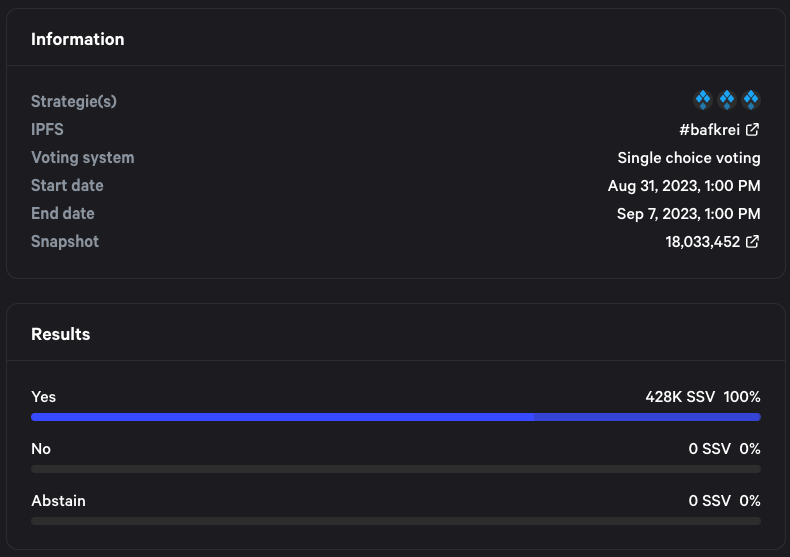 Information
Strategie(s)
IPFS #bafkrei
Voting system Single choice voting
Start date Aug 31, 2023, 1:00 PM
End date Sep 7, 2023, 1:00 PM
Snapshot 18,033,452
Results
Yes 428K SSV 100%
No 0 SSV 0%
Abstain 0 SSV 0%